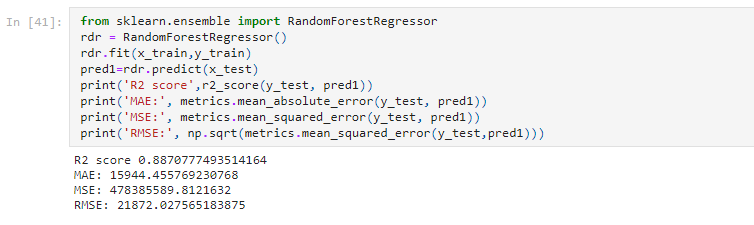 In [41]:
from sklearn.ensemble import RandomForestRegressor
rdr = RandomForestRegressor()
rdr.fit(x_train,y_train)
pred1=rdr.predict(x_test)
print('R2 score',r2_score(y_test, pred1))
print('MAE:', metrics.mean_absolute_error(y_test, pred1))
print('MSE:', metrics.mean_squared_error(y_test, pred1))
print('RMSE:', np.sqrt(metrics.mean_squared_error(y_test,pred1)))
R2 score 0.8870777493514164
MAE: 15944.455769230768
MSE: 478385589.8121632
RMSE: 21872.027565183875